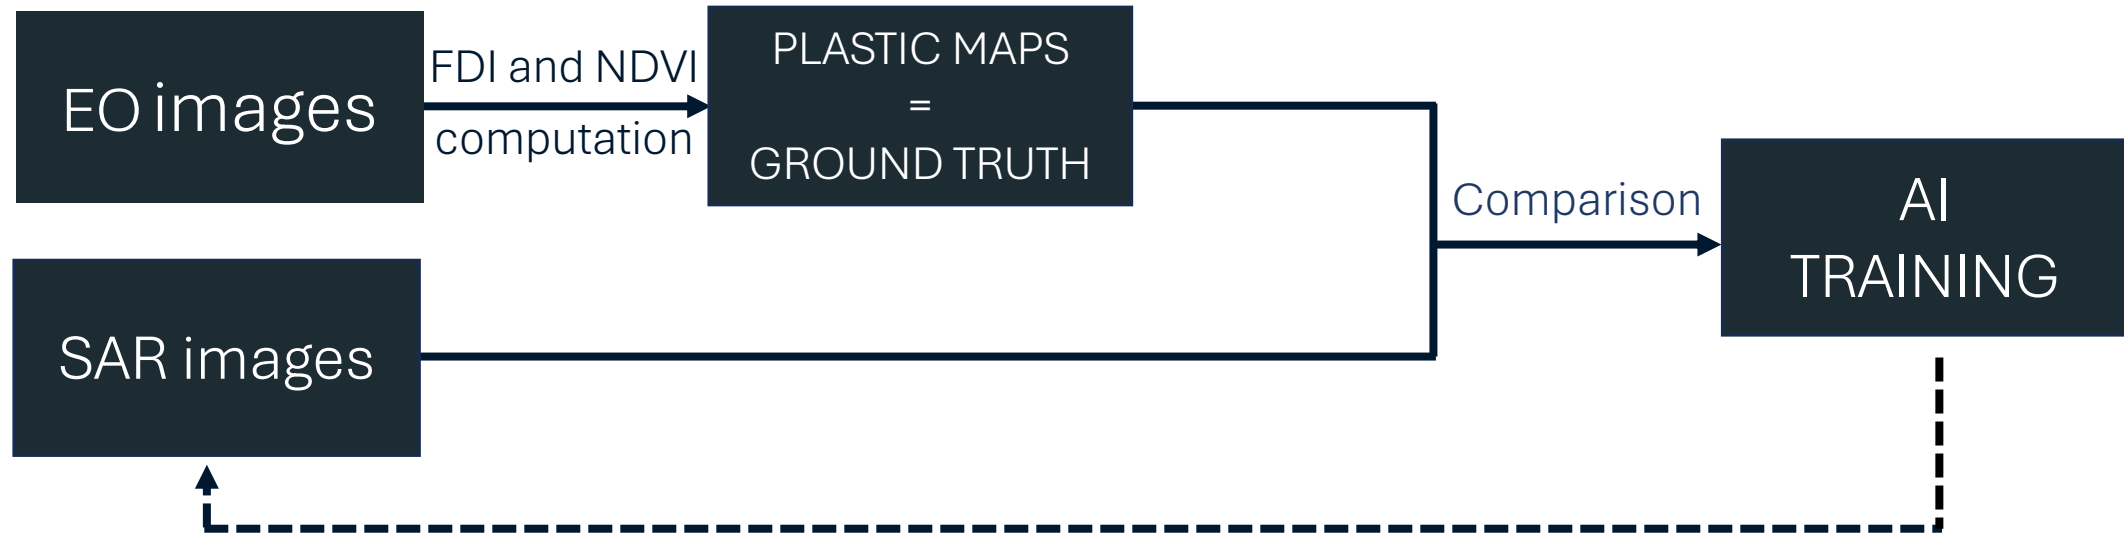 EO images
FDI and NDVI
computation
PLASTIC MAPS
=
GROUND TRUTH
Comparison
AI
TRAINING
SAR images